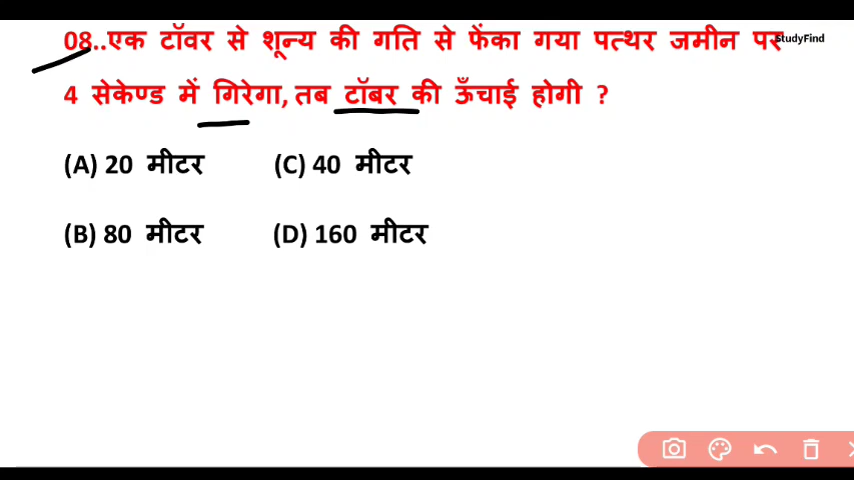 08..एक टॉवर से शून्य की गति से फेंका गया पत्थर जमीन पर
StudyFind
4 सेकेण्ड में गिरेगा, तब टॉबर की ऊँचाई होगी ?
(A) 20 मीटर (C) 40 मीटर
(B) 80 मीटर (D) 160 मीटर